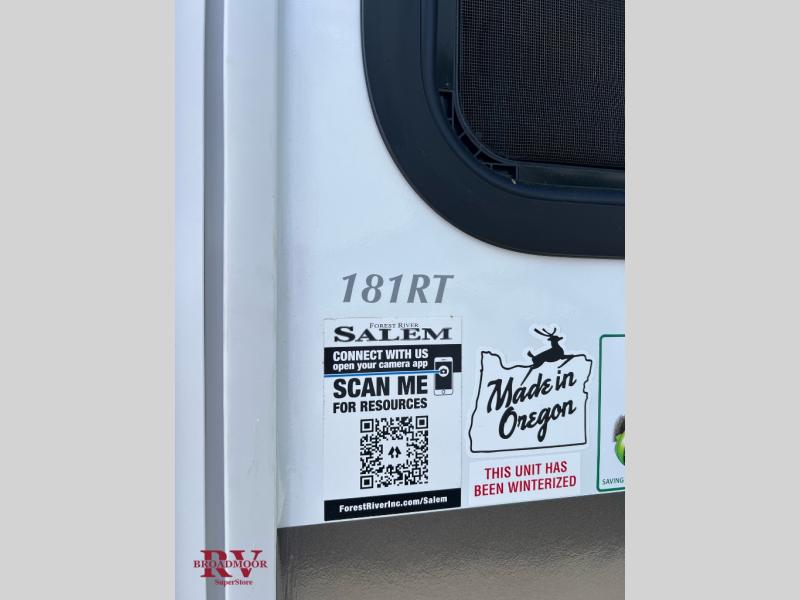 181RT
FOREST RIVER
SALEM
CONNECT WITH US
open your camera app
SCAN ME
FOR RESOURCES
ForestRiverInc.com/Salem
Made in
Oregon
THIS UNIT HAS
BEEN WINTERIZED
SAVING
RV
BROADMOOR
SuperStore